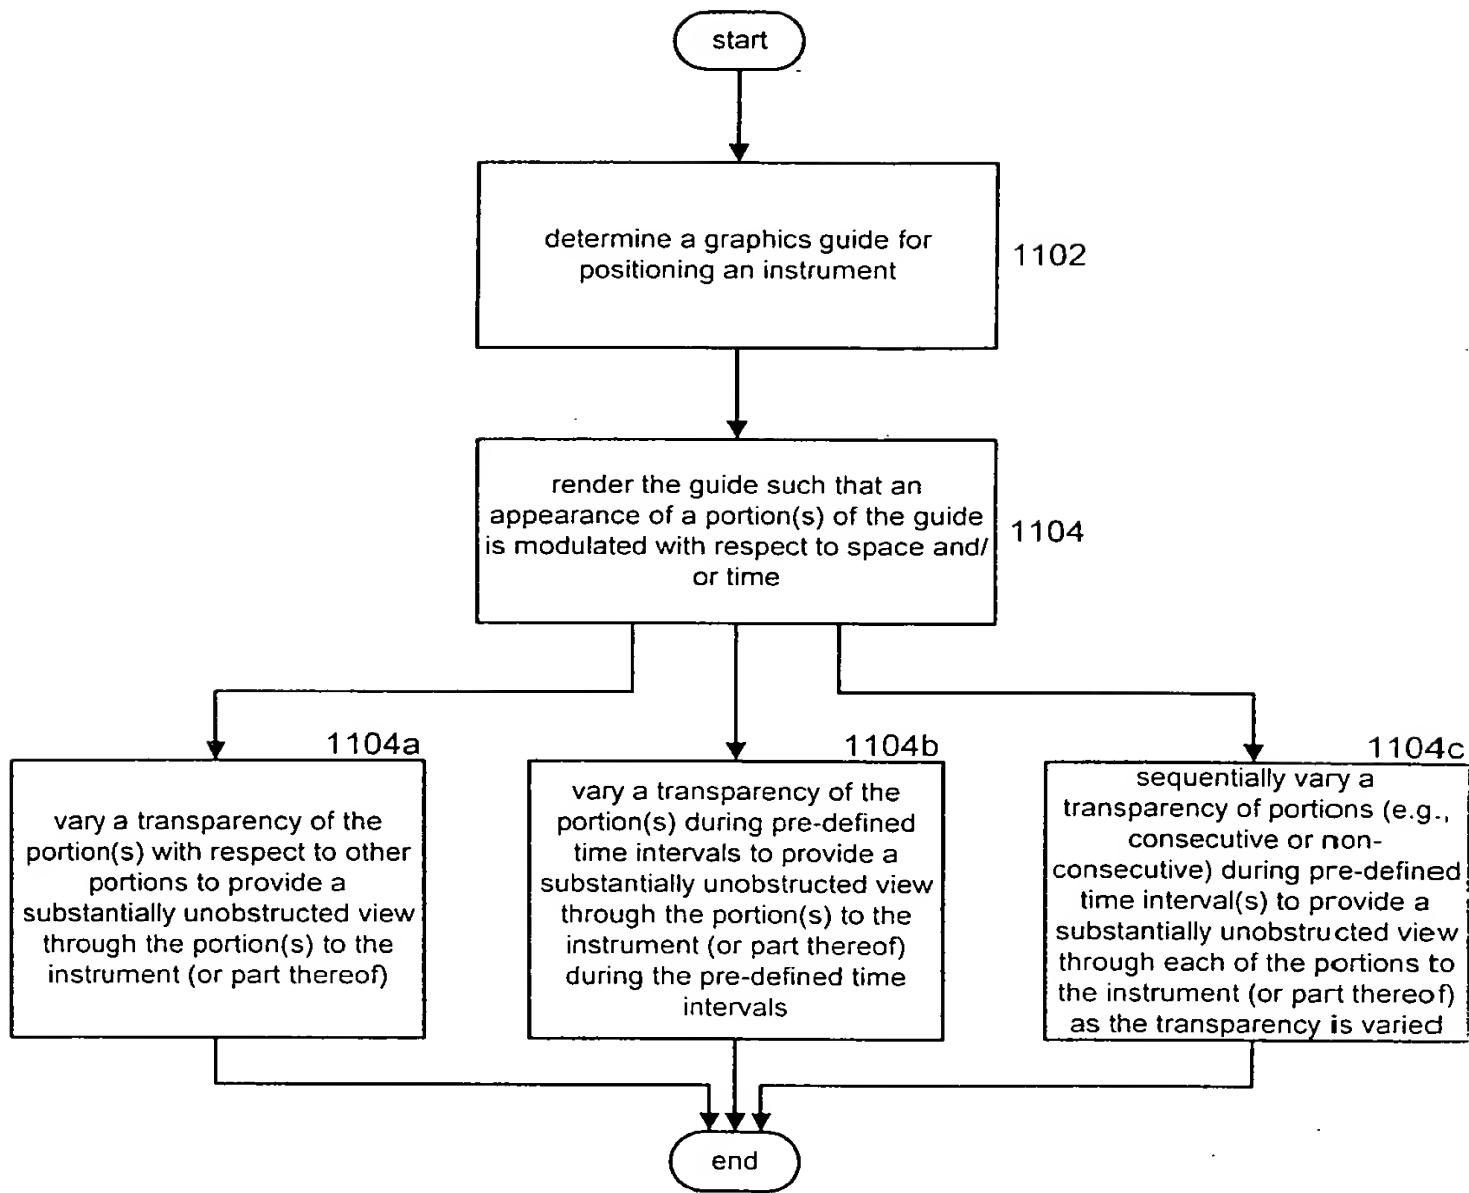 start
determine a graphics guide for
positioning an instrument
1102
render the guide such that an
appearance of a portion(s) of the guide
is modulated with respect to space and/
or time
1104
1104a
vary a transparency of the
portion(s) with respect to other
portions to provide a
substantially unobstructed view
through the portion(s) to the
instrument (or part thereof)
1104b
vary a transparency of the
portion(s) during pre-defined
time intervals to provide a
substantially unobstructed view
through the portion(s) to the
instrument (or part thereof)
during the pre-defined time
intervals
1104c
sequentially vary a
transparency of portions (e.g.,
consecutive or non-
consecutive) during pre-defined
time interval(s) to provide a
substantially unobstructed view
through each of the portions to
the instrument (or part thereof)
as the transparency is varied
end